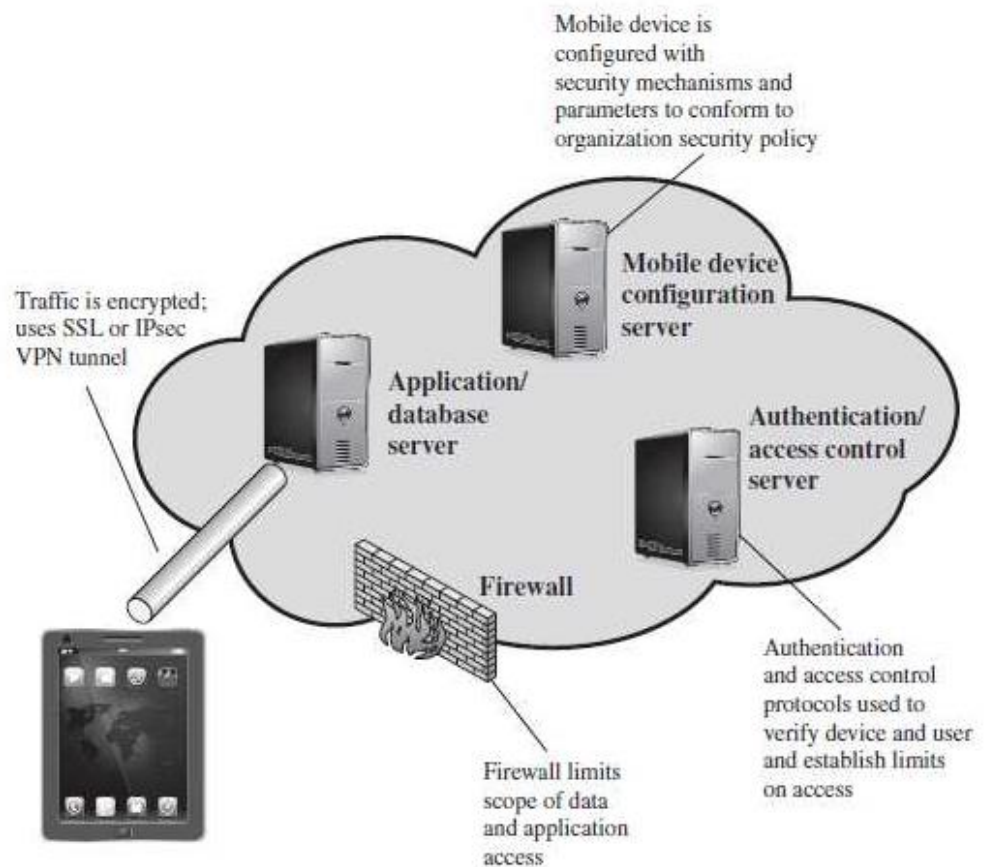 Mobile device is
configured with
security mechanisms and
parameters to conform to
organization security policy
Mobile device
configuration
server
Traffic is encrypted;
uses SSL or IPsec
VPN tunnel
Application/
database
server
Authentication/
access control
server
Firewall
Authentication
and access control
protocols used to
verify device and user
and establish limits
on access
Firewall limits
scope of data
and application
access